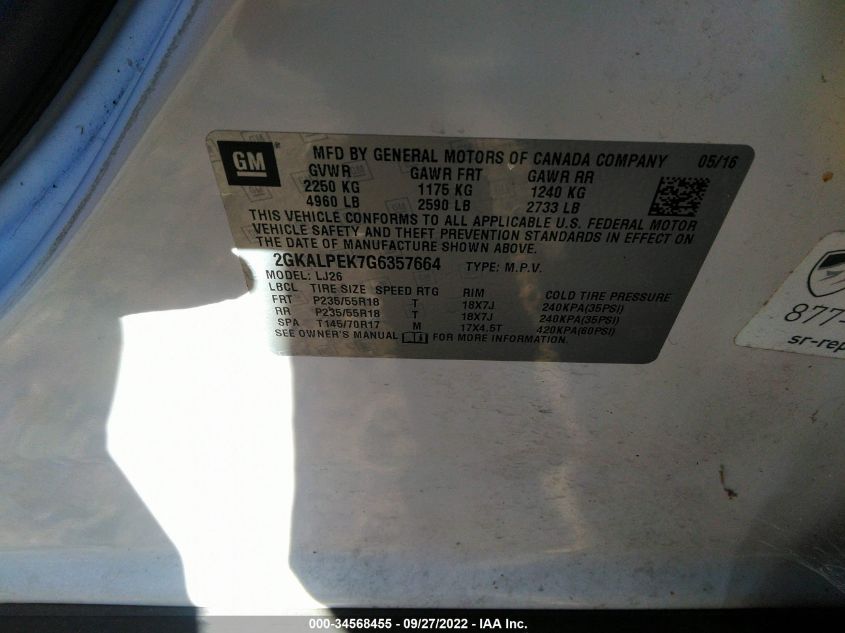 GM
MFD BY GENERAL MOTORS OF CANADA COMPANY 05/16
GVWR GAWR FRT GAWR RR
2250 KG 1175 KG 1240 KG
4960 LB 2590 LB 2733 LB
THIS VEHICLE CONFORMS TO ALL APPLICABLE U.S. FEDERAL MOTOR
VEHICLE SAFETY AND THEFT PREVENTION STANDARDS IN EFFECT ON
THE DATE OF MANUFACTURE SHOWN ABOVE.
2GKALPEK7G6357664 TYPE: M.P.V.
MODEL: LJ26
LBCL TIRE SIZE SPEED RTG RIM COLD TIRE PRESSURE
FRT P235/55R18 T 18X7J 240KPA(35PSI)
RR P235/55R18 T 18X7J 240KPA(35PSI)
SPA T145/70R17 M 17X4.5T 420KPA(60PSI)
SEE OWNER'S MANUAL FOR MORE INFORMATION.
877-
sr-rep
000-34568455 - 09/27/2022 - IAA Inc.